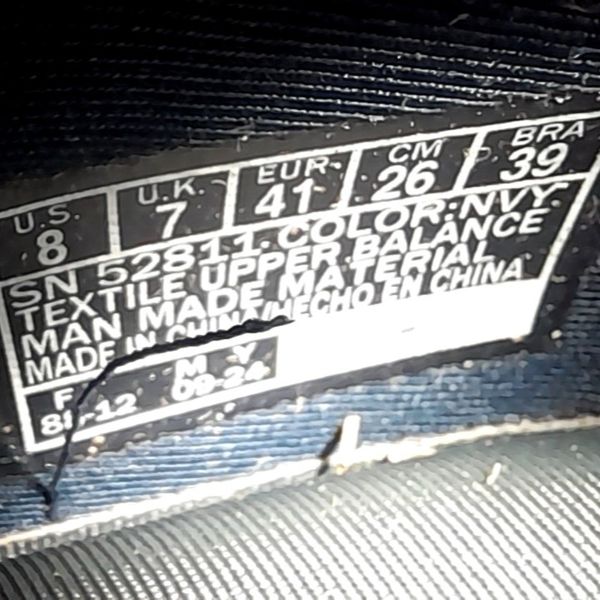 U.S. U.K. EUR CM BRA
8 7 41 26 39
SN 52811 COLOR:NVY
TEXTILE UPPER BALANCE
MAN MADE MATERIAL
MADE IN CHINA/HECHO EN CHINA
F M Y
09-24